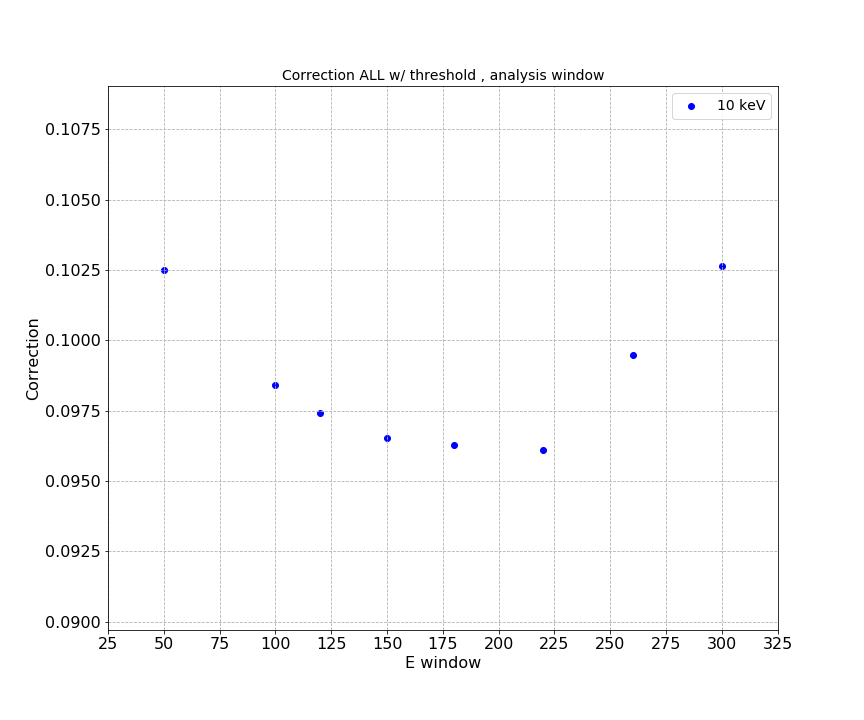 Correction ALL w/ threshold , analysis window
10 keV
0.1075
0.1050
0.1025
0.1000
0.0975
0.0950
0.0925
0.0900
Correction
25 50 75 100 125 150 175 200 225 250 275 300 325
E window